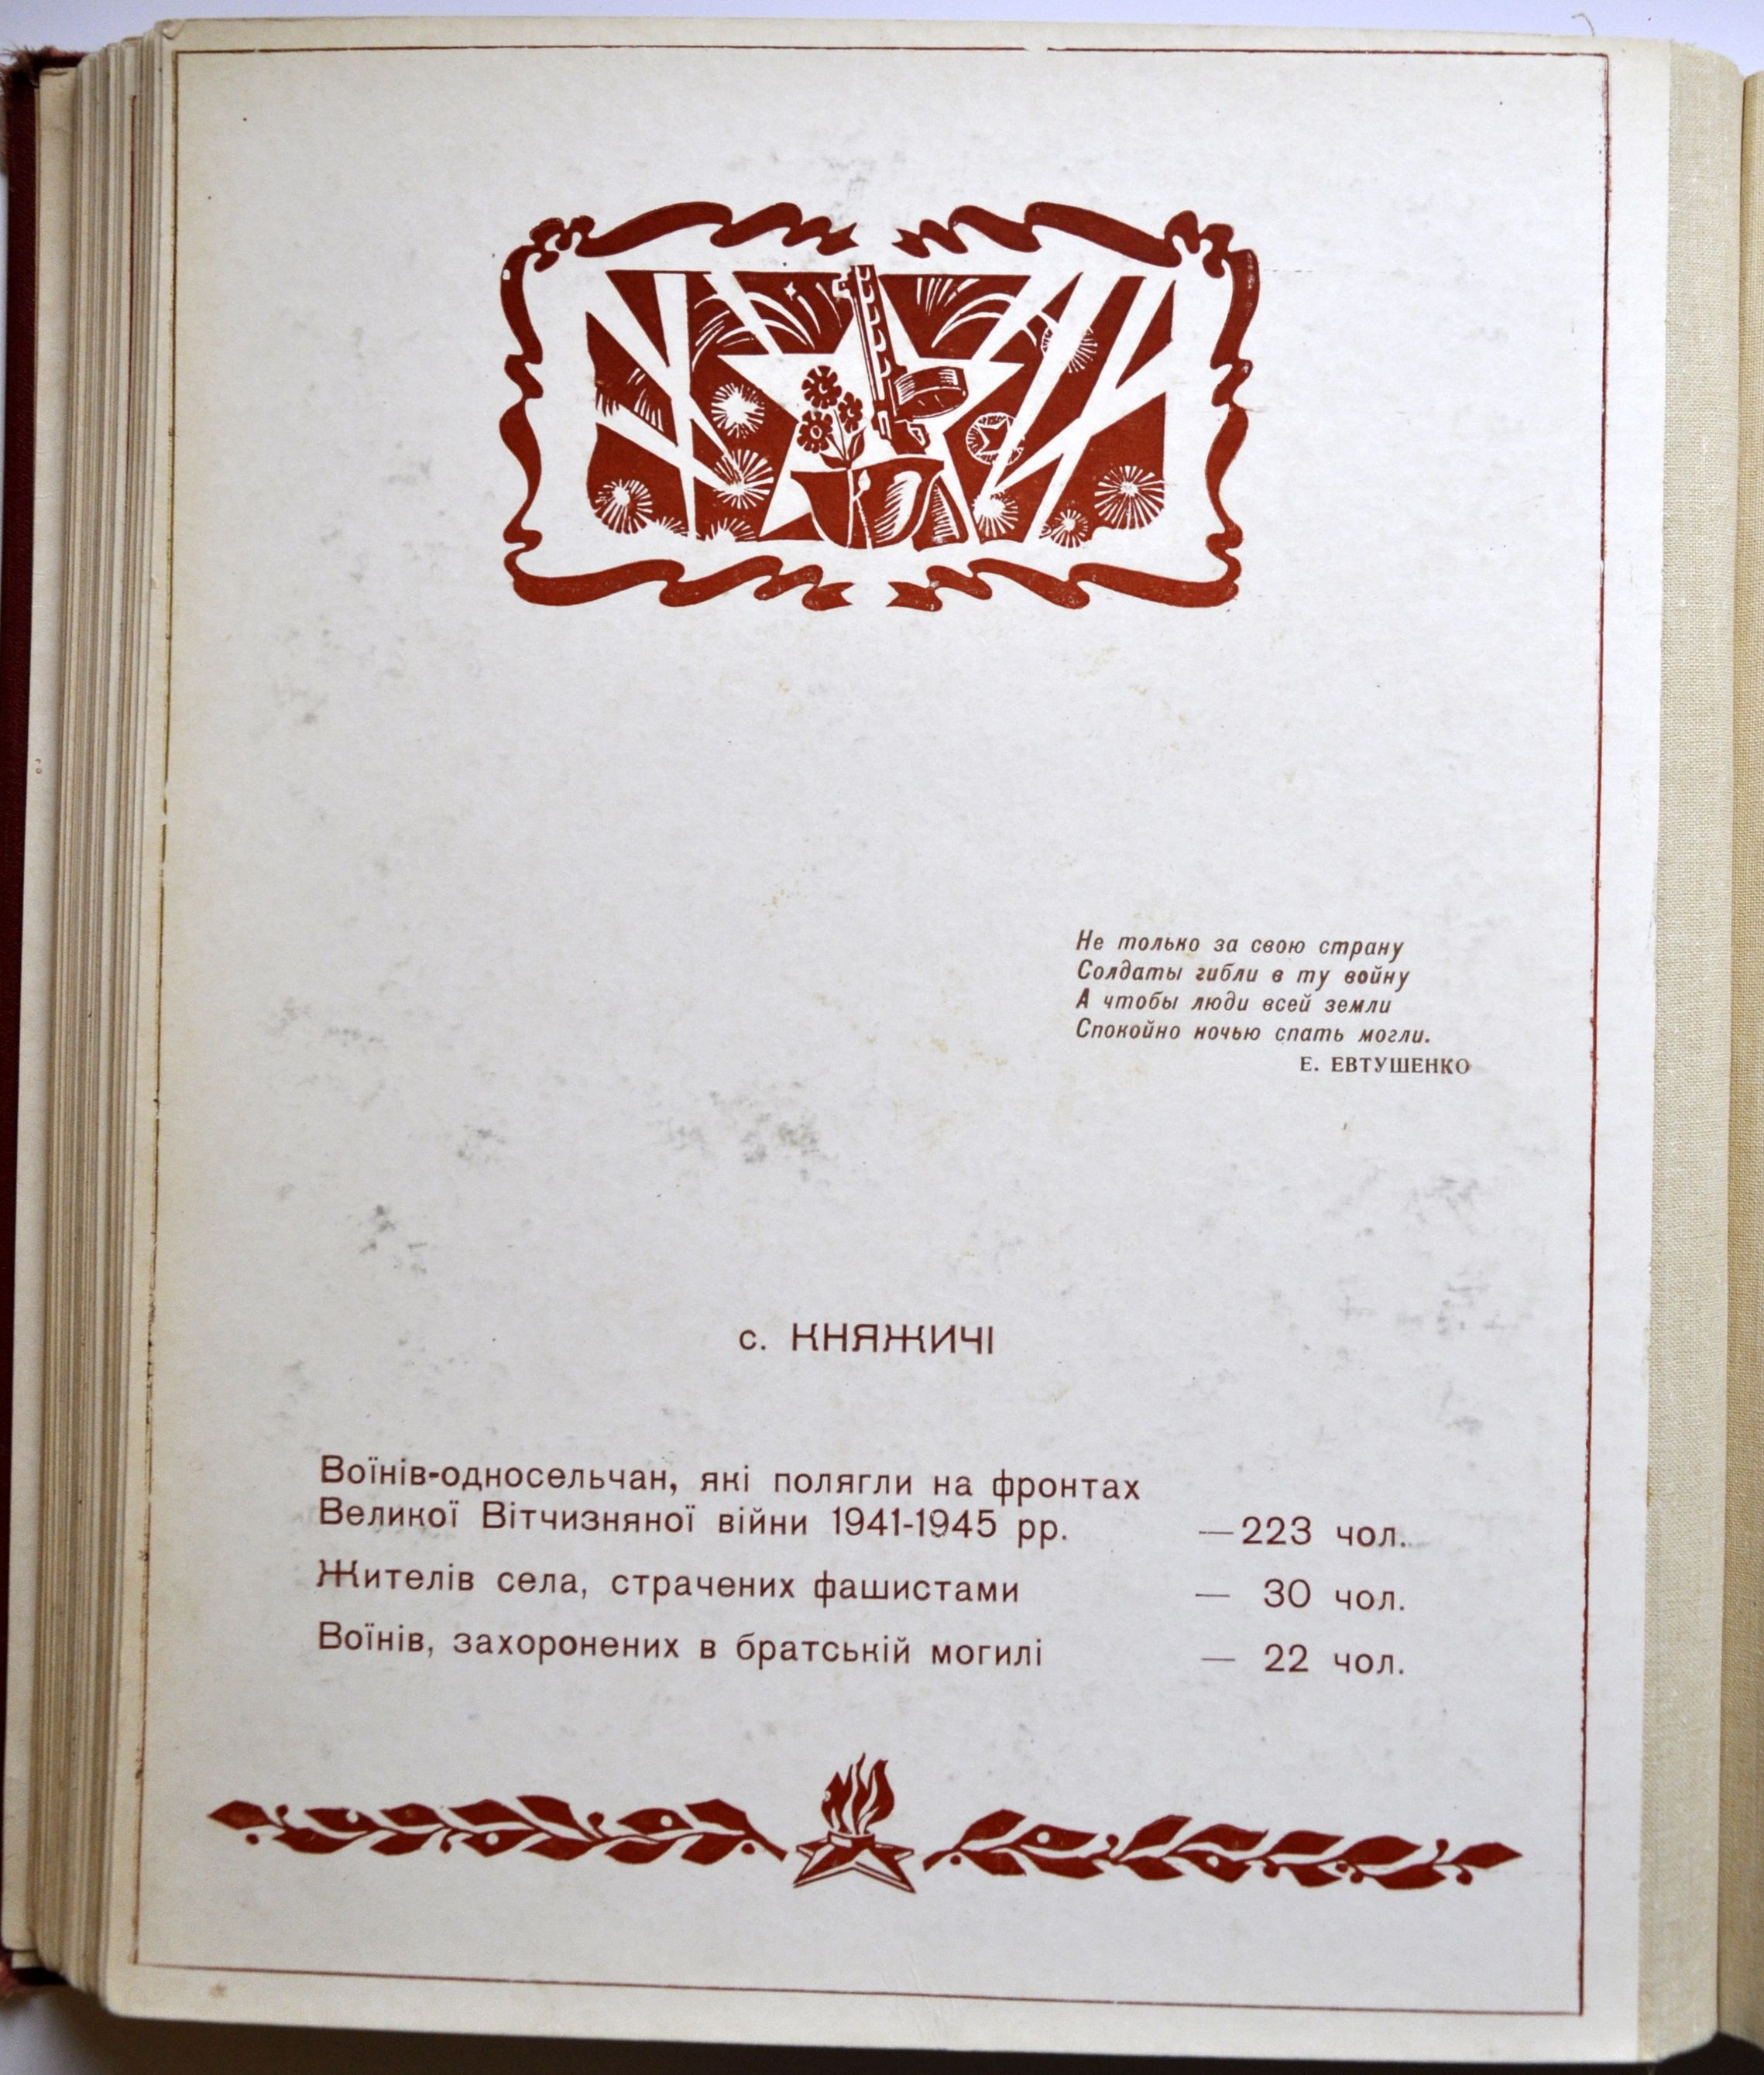 Не только за свою страну
Солдаты гибли в ту войну
А чтобы люди всей земли
Спокойно ночью спать могли.
Е. ЕВТУШЕНКО
с. КНЯЖИЧІ
Воїнів-односельчан, які полягли на фронтах
Великої Вітчизняної війни 1941-1945 рр. —223 чол.
Жителів села, страчених фашистами — 30 чол.
Воїнів, захоронених в братській могилі — 22 чол.